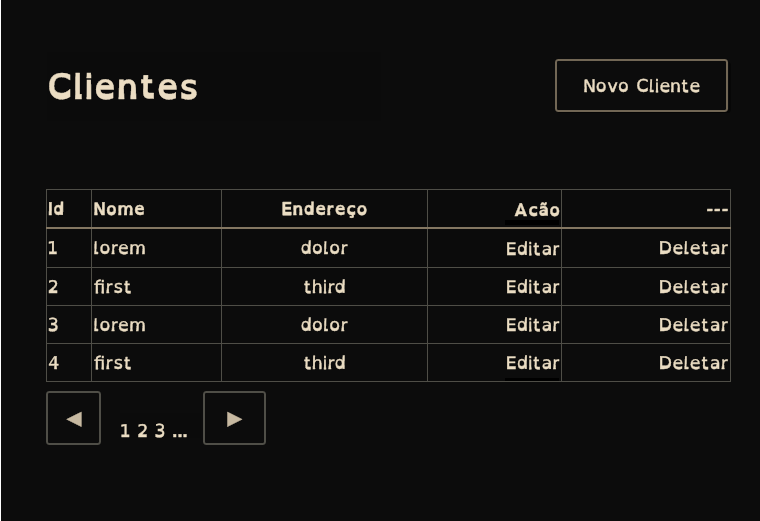 Clientes Novo Cliente
Id Nome Endereço Acão ---
1 lorem dolor Editar Deletar
2 first third Editar Deletar
3 lorem dolor Editar Deletar
4 first third Editar Deletar
◀ 1 2 3 ... ▶